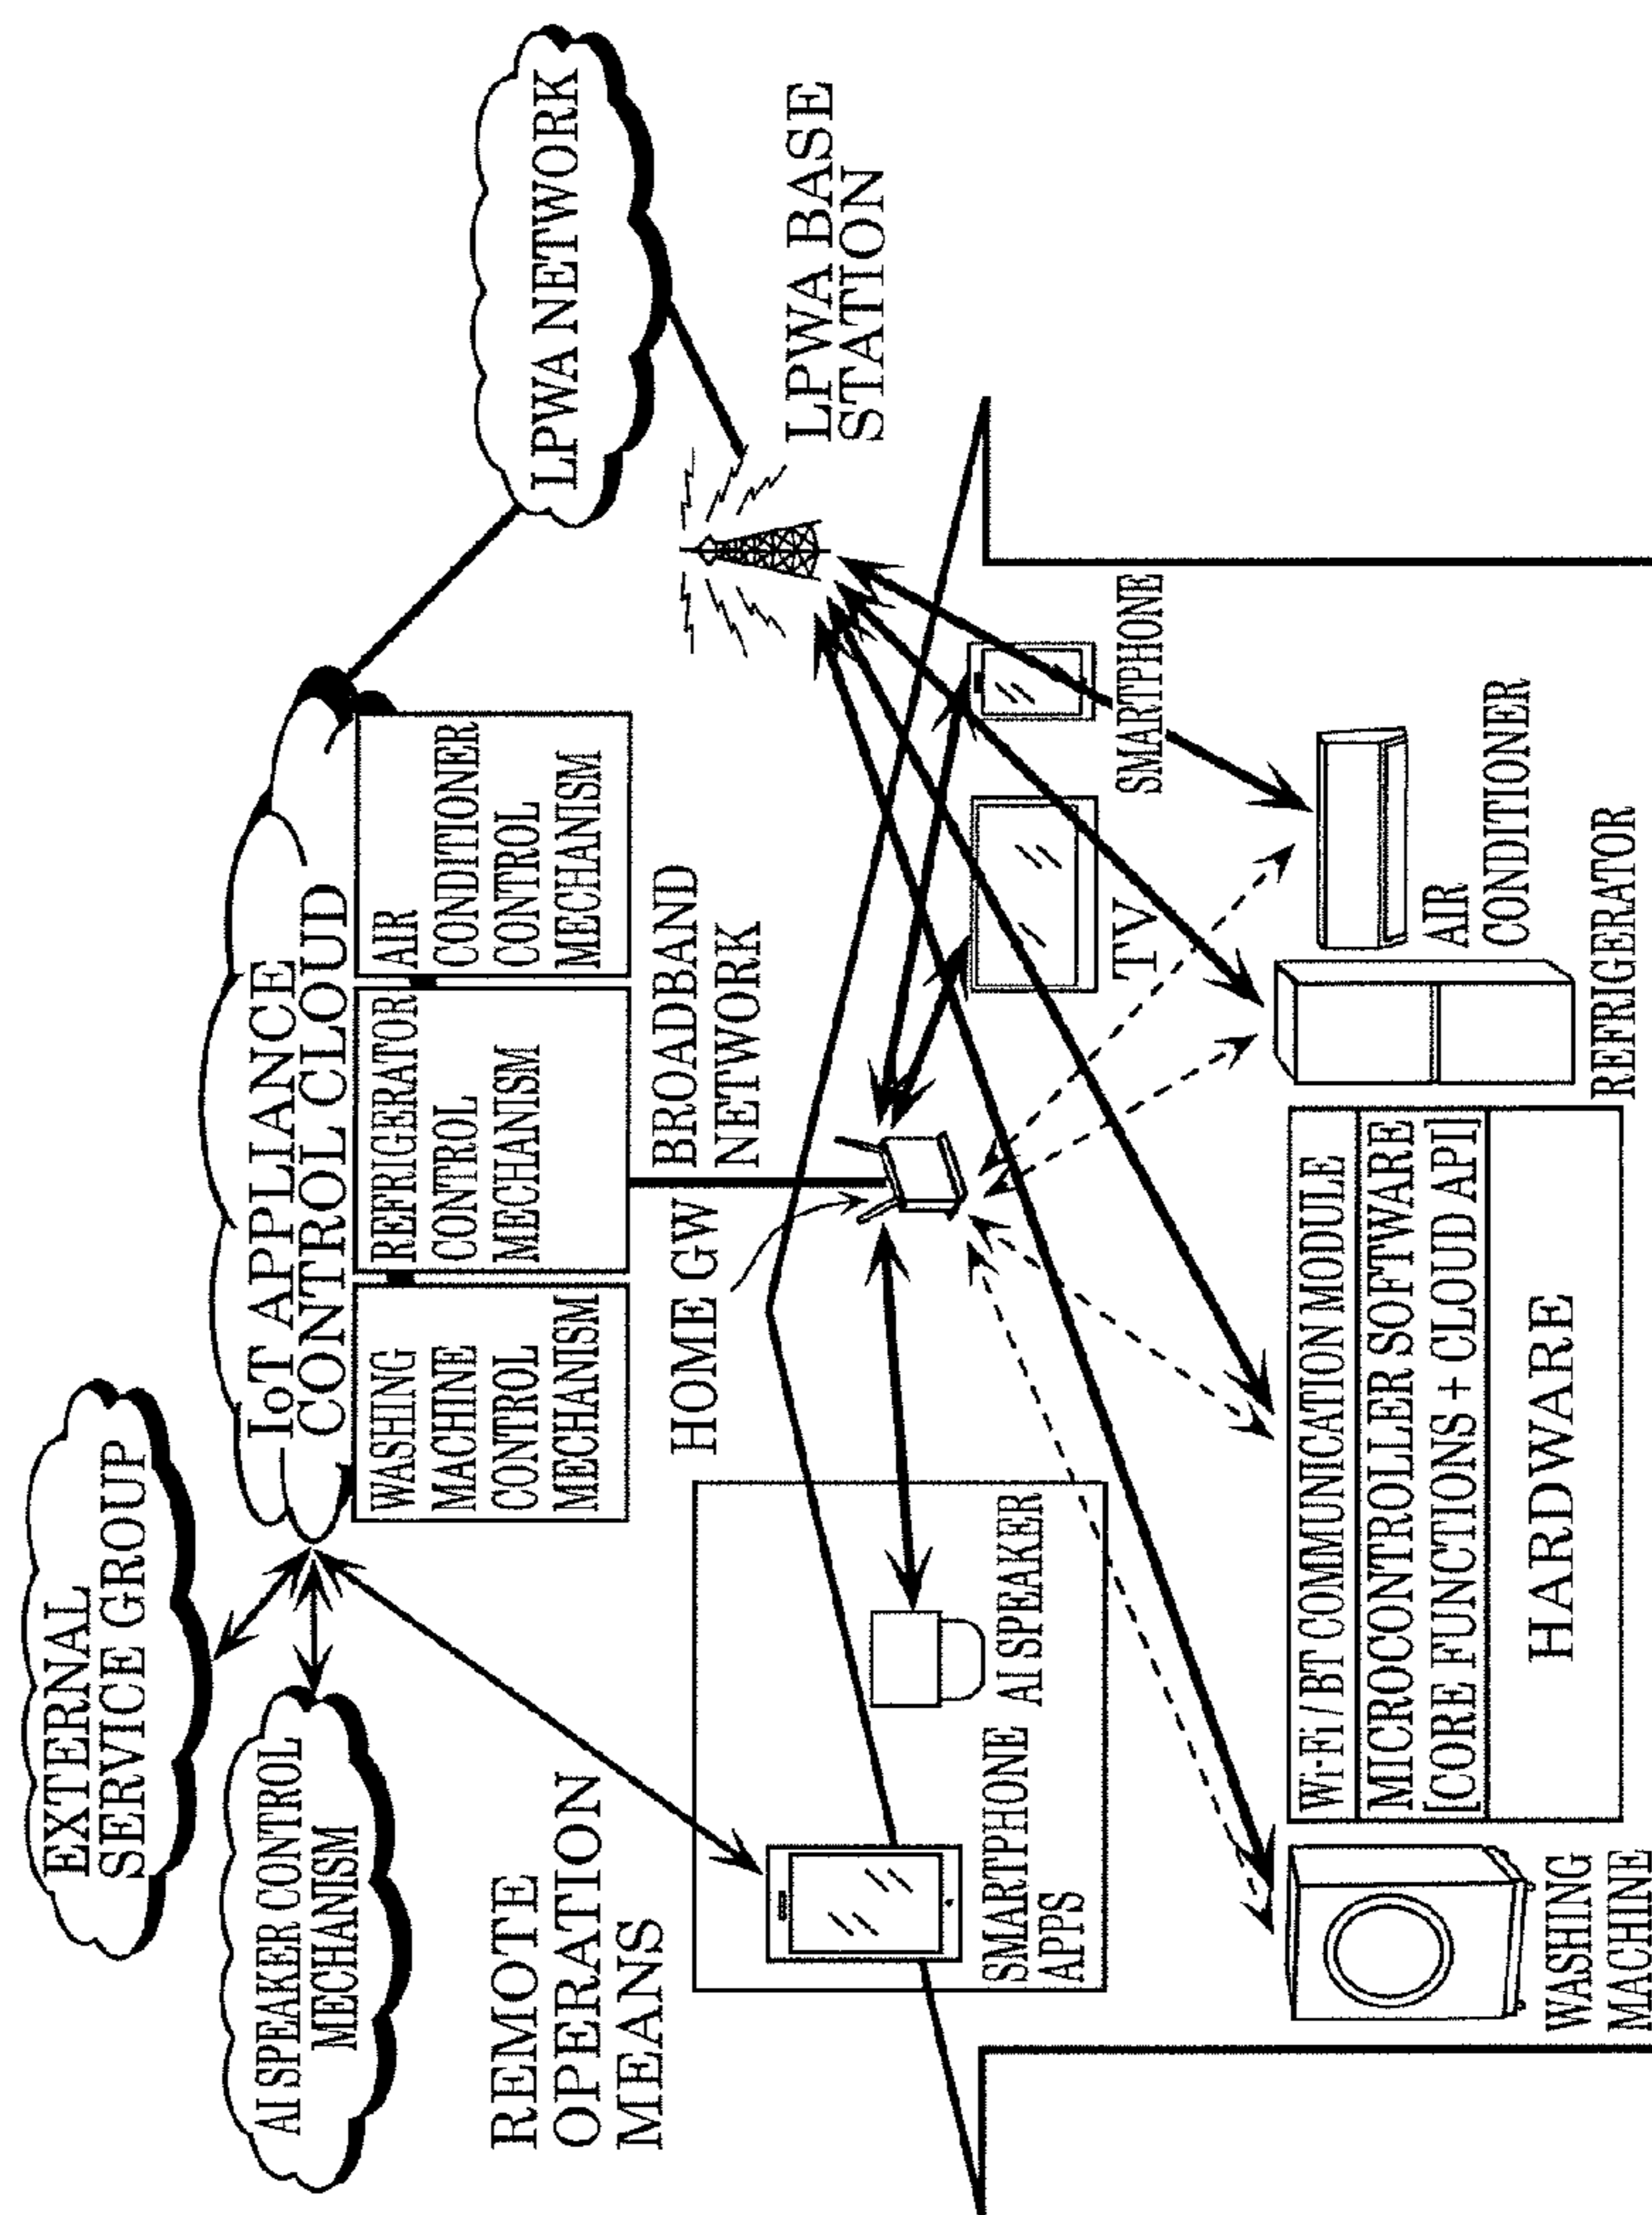 EXTERNAL
SERVICE GROUP
AI SPEAKER CONTROL
MECHANISM
IoT APPLIANCE
CONTROL CLOUD
WASHING
MACHINE
CONTROL
MECHANISM
REFRIGERATOR
CONTROL
MECHANISM
AIR
CONDITIONER
CONTROL
MECHANISM
LPWA NETWORK
LPWA BASE
STATION
REMOTE
OPERATION
MEANS
HOME GW
BROADBAND
NETWORK
SMARTPHONE
APPS
AI SPEAKER
TV
SMARTPHONE
WASHING
MACHINE
Wi-Fi / BT COMMUNICATION MODULE
MICROCONTROLLER SOFTWARE
[CORE FUNCTIONS + CLOUD API]
HARDWARE
REFRIGERATOR
AIR
CONDITIONER